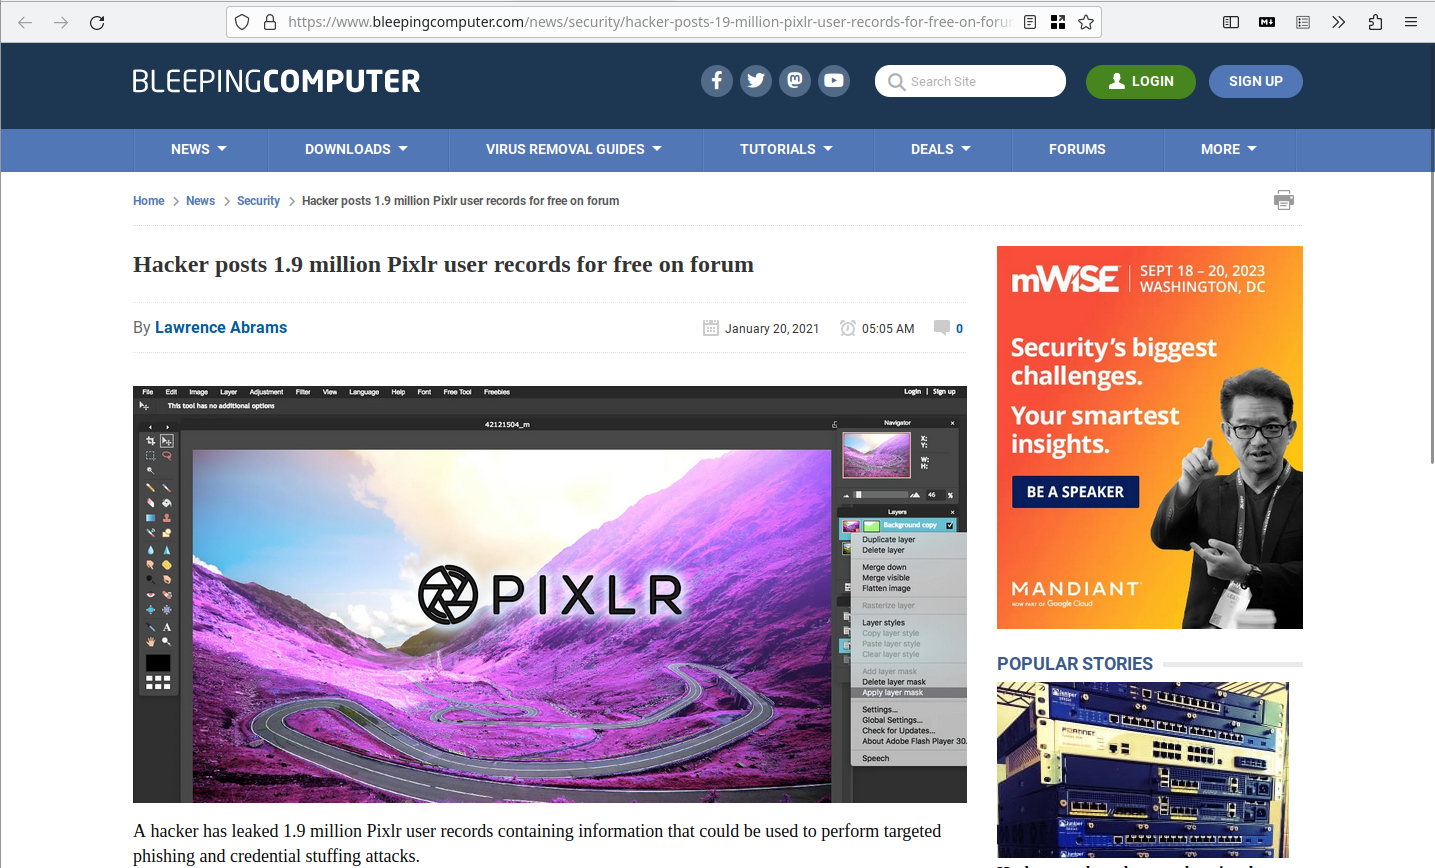 https://www.bleepingcomputer.com/news/security/hacker-posts-19-million-pixlr-user-records-for-free-on-forum
BLEEPINGCOMPUTER
Search Site
LOGIN
SIGN UP
NEWS
DOWNLOADS
VIRUS REMOVAL GUIDES
TUTORIALS
DEALS
FORUMS
MORE
Home
News
Security
Hacker posts 1.9 million Pixlr user records for free on forum
Hacker posts 1.9 million Pixlr user records for free on forum
By Lawrence Abrams
January 20, 2021
05:05 AM
0
File Edit Image Layer Adjustment Filter View Language Help Font Free Tool Freebies
Login | Sign up
This tool has no additional options
42121504_m
Navigator
X:
Y:
W:
H:
46 %
Layers
Background copy
Duplicate layer
Delete layer
Merge down
Merge visible
Flatten image
Rasterize layer
Layer styles
Copy layer style
Paste layer style
Clear layer style
Add layer mask
Delete layer mask
Apply layer mask
Settings...
Global Settings...
Check for Updates...
About Adobe Flash Player 30.
Speech
PIXLR
A hacker has leaked 1.9 million Pixlr user records containing information that could be used to perform targeted
phishing and credential stuffing attacks.
mWISE
SEPT 18 – 20, 2023
WASHINGTON, DC
Security's biggest
challenges.
Your smartest
insights.
BE A SPEAKER
MANDIANT
NOW PART OF Google Cloud
POPULAR STORIES
Juniper
FORTINET